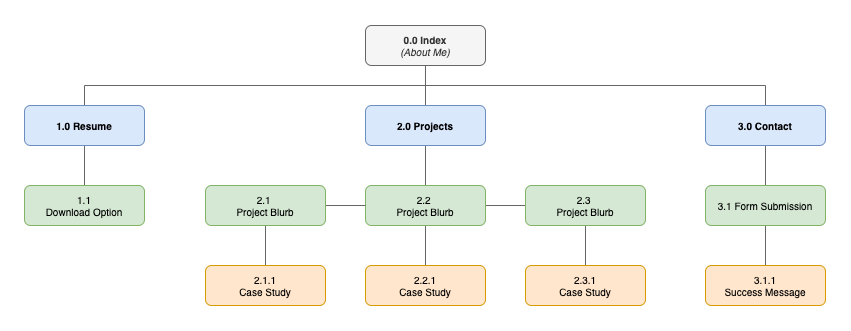 0.0 Index
(About Me)
1.0 Resume
2.0 Projects
3.0 Contact
1.1
Download Option
2.1
Project Blurb
2.2
Project Blurb
2.3
Project Blurb
3.1 Form Submission
2.1.1
Case Study
2.2.1
Case Study
2.3.1
Case Study
3.1.1
Success Message